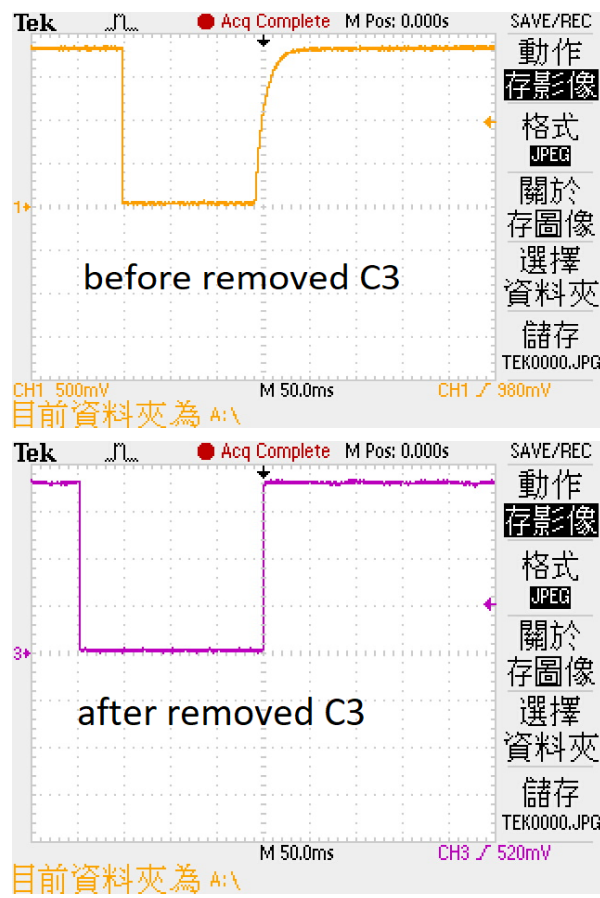 Tek
Acq Complete
M Pos: 0.000s
SAVE/REC
動作
存影像
格式
JPEG
關於
存圖像
選擇
資料夾
儲存
TEK0000.JPG
1
before removed C3
CH1 500mV
M 50.0ms
CH1
980mV
目前資料夾為 A:\
Tek
Acq Complete
M Pos: 0.000s
SAVE/REC
動作
存影像
格式
JPEG
關於
存圖像
選擇
資料夾
儲存
TEK0000.JPG
3
after removed C3
M 50.0ms
CH3
520mV
目前資料夾為 A:\